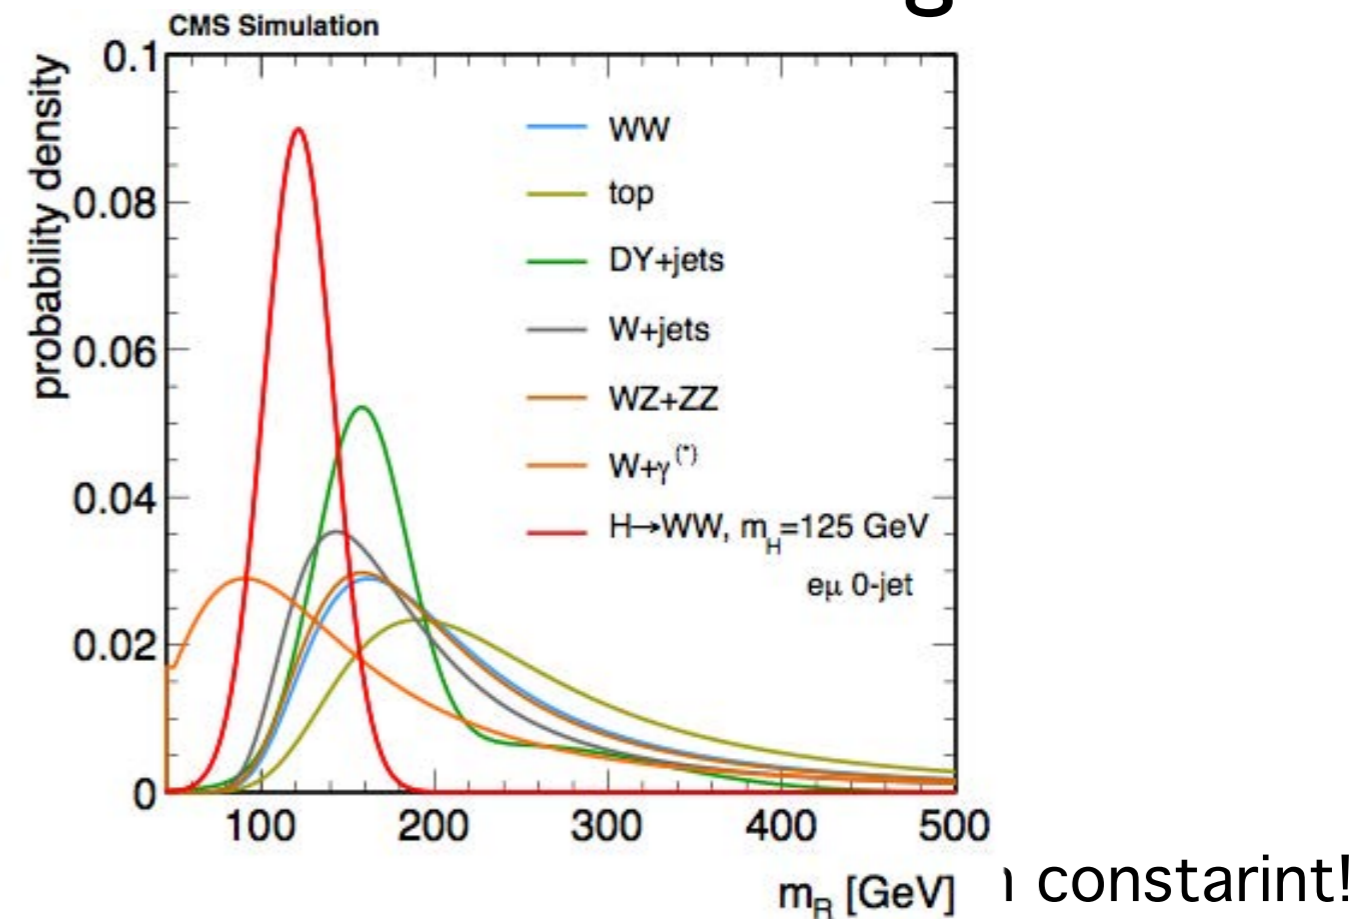 g
CMS Simulation
probability density
0.1
0.08
0.06
0.04
0.02
0
WW
top
DY+jets
W+jets
WZ+ZZ
W+γ(*)
H→WW, mH=125 GeV
eμ 0-jet
100 200 300 400 500
mR [GeV]
constarint!